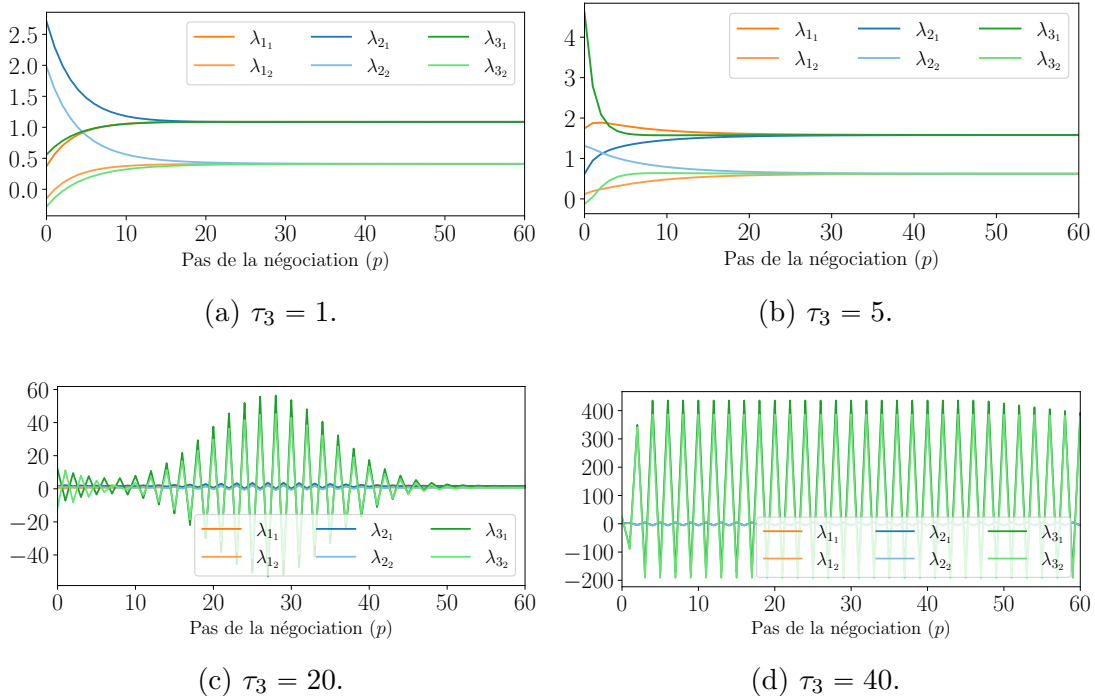 2.5
2.0
1.5
1.0
0.5
0.0
λ₁₁ λ₂₁ λ₃₁
λ₁₂ λ₂₂ λ₃₂
0 10 20 30 40 50 60
Pas de la négociation (p)
(a) τ₃ = 1.
4
3
2
1
0
λ₁₁ λ₂₁ λ₃₁
λ₁₂ λ₂₂ λ₃₂
0 10 20 30 40 50 60
Pas de la négociation (p)
(b) τ₃ = 5.
60
40
20
0
−20
−40
λ₁₁ λ₂₁ λ₃₁
λ₁₂ λ₂₂ λ₃₂
0 10 20 30 40 50 60
Pas de la négociation (p)
(c) τ₃ = 20.
400
300
200
100
0
−100
−200
λ₁₁ λ₂₁ λ₃₁
λ₁₂ λ₂₂ λ₃₂
0 10 20 30 40 50 60
Pas de la négociation (p)
(d) τ₃ = 40.